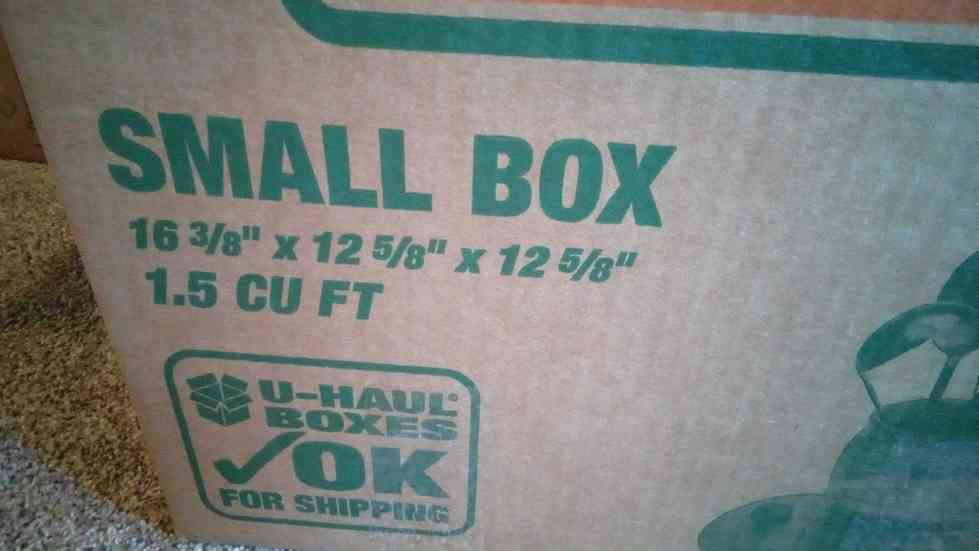 SMALL BOX
16 3/8" x 12 5/8" x 12 5/8"
1.5 CU FT
U-HAUL®
BOXES
✓OK
FOR SHIPPING